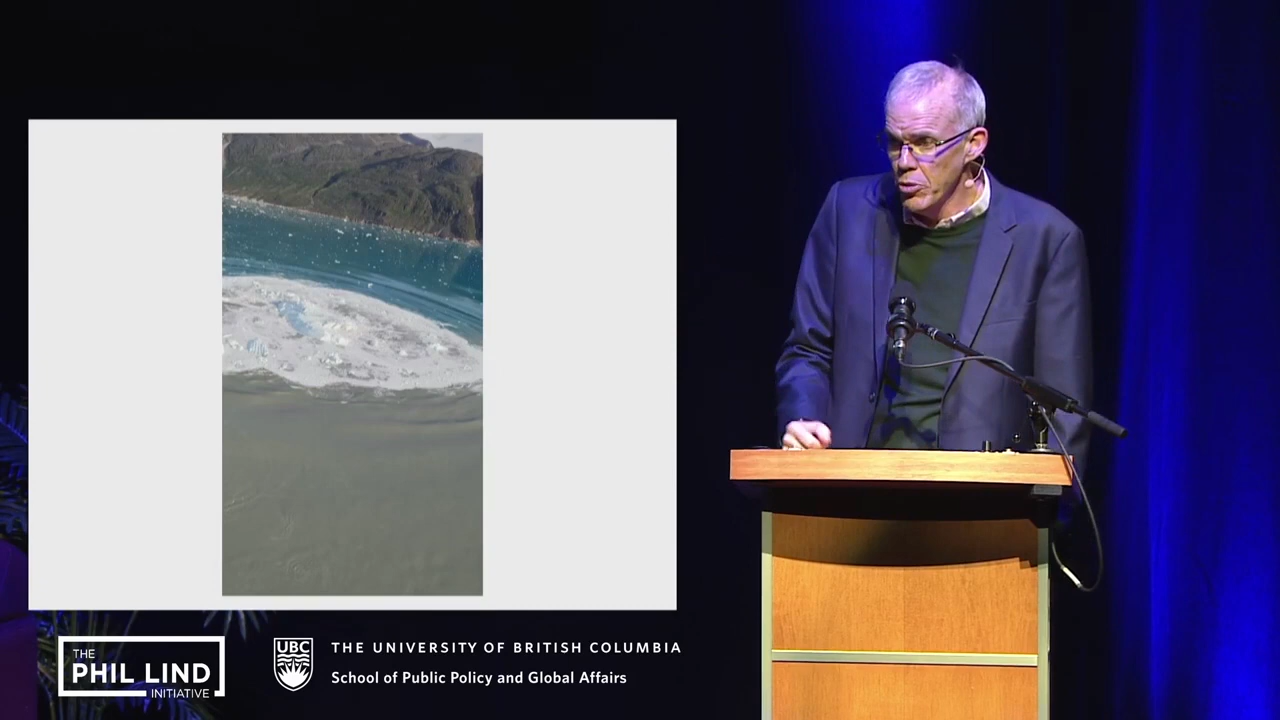 THE
PHIL LIND
INITIATIVE
UBC
THE UNIVERSITY OF BRITISH COLUMBIA
School of Public Policy and Global Affairs